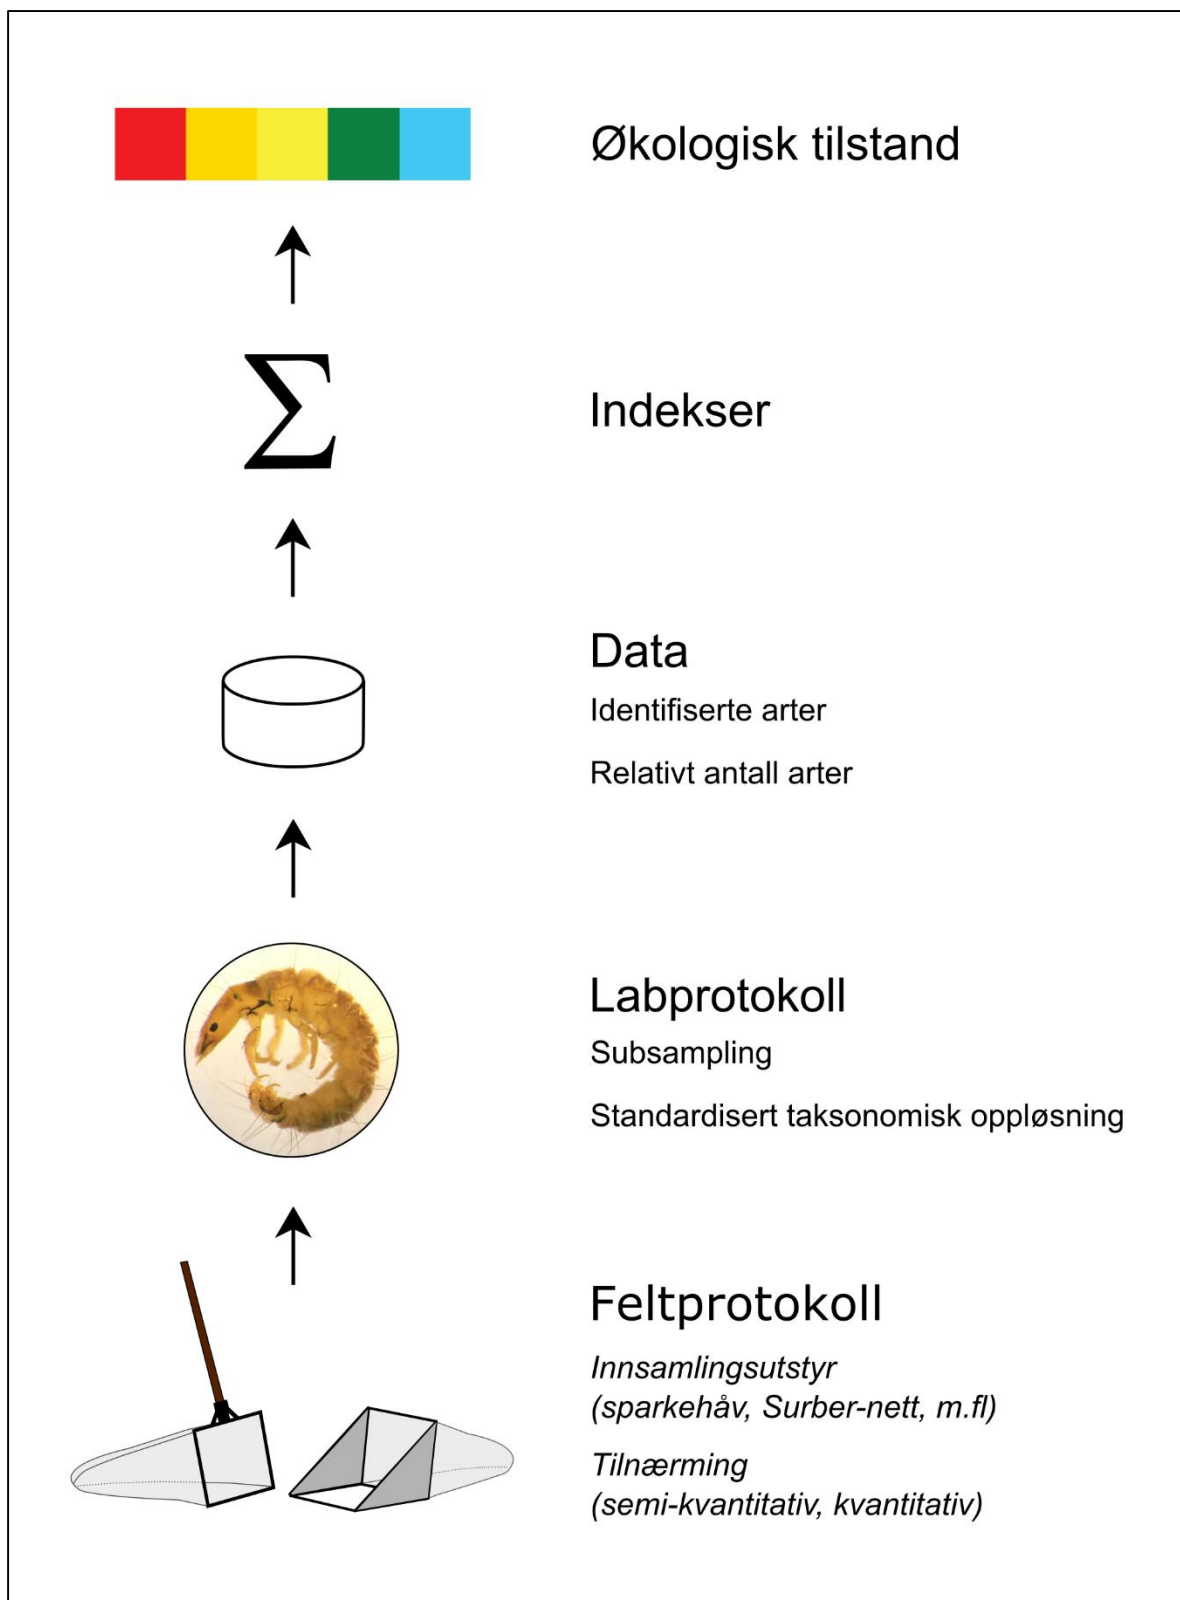 Økologisk tilstand
Σ
Indekser
Data
Identifiserte arter
Relativt antall arter
Labprotokoll
Subsampling
Standardisert taksonomisk oppløsning
Feltprotokoll
Innsamlingsutstyr
(sparkehåv, Surber-nett, m.fl)
Tilnærming
(semi-kvantitativ, kvantitativ)